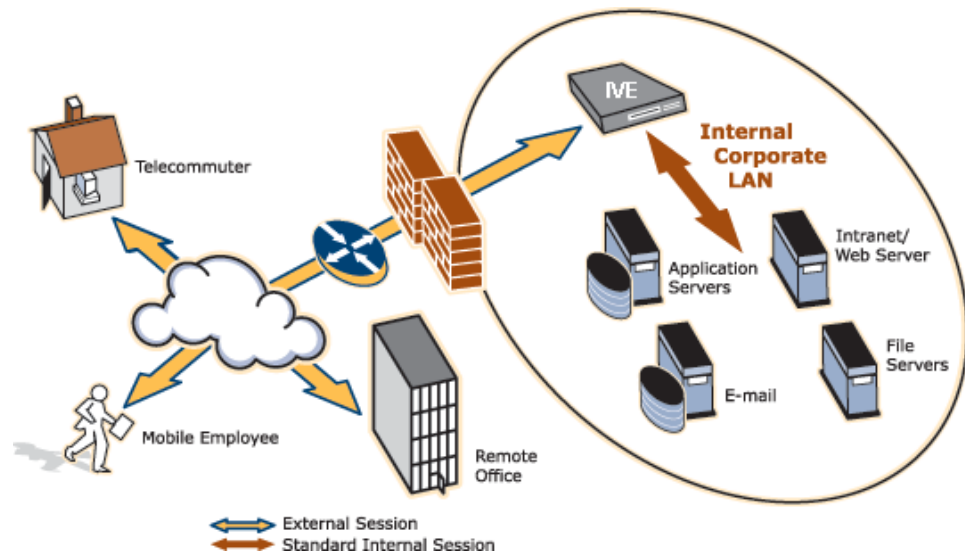 IVE
Telecommuter
Internal
Corporate
LAN
Application
Servers
Intranet/
Web Server
E-mail
File
Servers
Mobile Employee
Remote
Office
External Session
Standard Internal Session